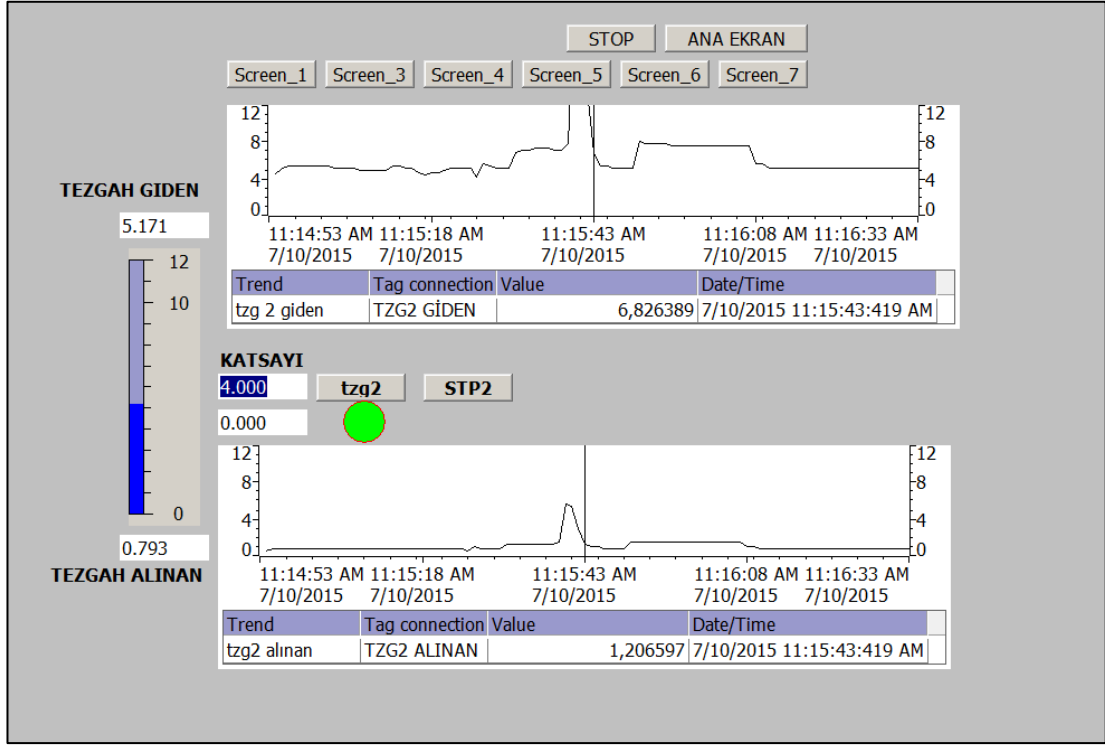 STOP ANA EKRAN
Screen_1 Screen_3 Screen_4 Screen_5 Screen_6 Screen_7
12 12
8 8
4 4
0 0
11:14:53 AM 11:15:18 AM 11:15:43 AM 11:16:08 AM 11:16:33 AM
7/10/2015 7/10/2015 7/10/2015 7/10/2015 7/10/2015
Trend Tag connection Value Date/Time
tzg 2 giden TZG2 GİDEN 6,826389 7/10/2015 11:15:43:419 AM
TEZGAH GIDEN
5.171
12
10
0
0.793
TEZGAH ALINAN
KATSAYI
4.000 tzg2 STP2
0.000
12 12
8 8
4 4
0 0
11:14:53 AM 11:15:18 AM 11:15:43 AM 11:16:08 AM 11:16:33 AM
7/10/2015 7/10/2015 7/10/2015 7/10/2015 7/10/2015
Trend Tag connection Value Date/Time
tzg2 alınan TZG2 ALINAN 1,206597 7/10/2015 11:15:43:419 AM